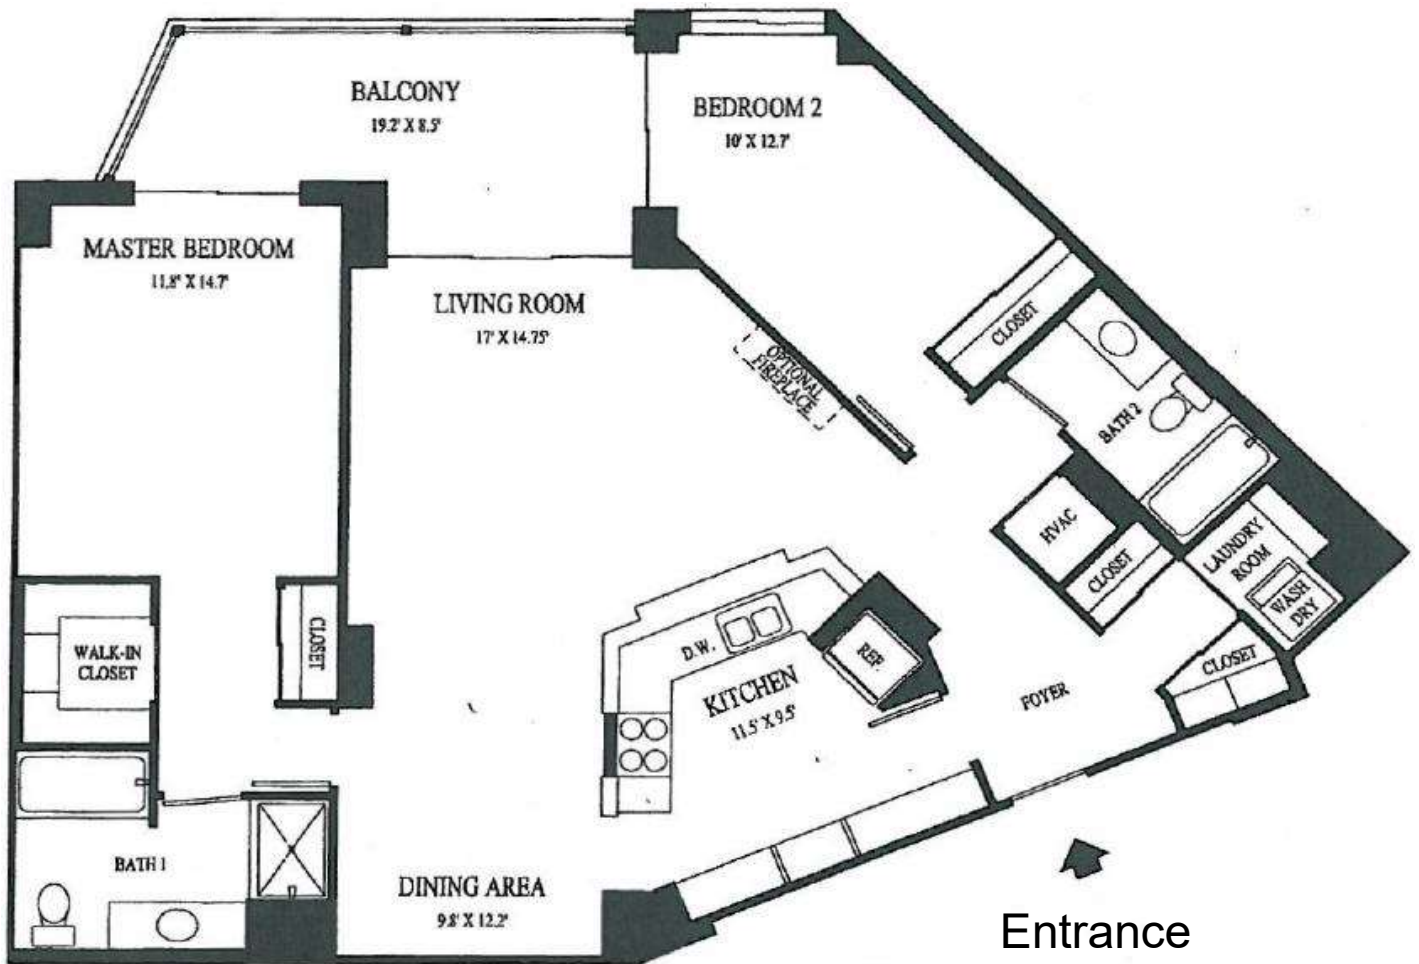 BALCONY
19.2' X 8.5'
BEDROOM 2
10' X 12.7'
MASTER BEDROOM
11.8' X 14.7'
LIVING ROOM
17' X 14.75'
OPTIONAL
FIREPLACE
CLOSET
BATH 2
HVAC
CLOSET
LAUNDRY
ROOM
WASH
DRY
CLOSET
WALK-IN
CLOSET
CLOSET
D.W.
REF.
KITCHEN
11.5' X 9.5'
FOYER
BATH 1
DINING AREA
9.8' X 12.2'
Entrance